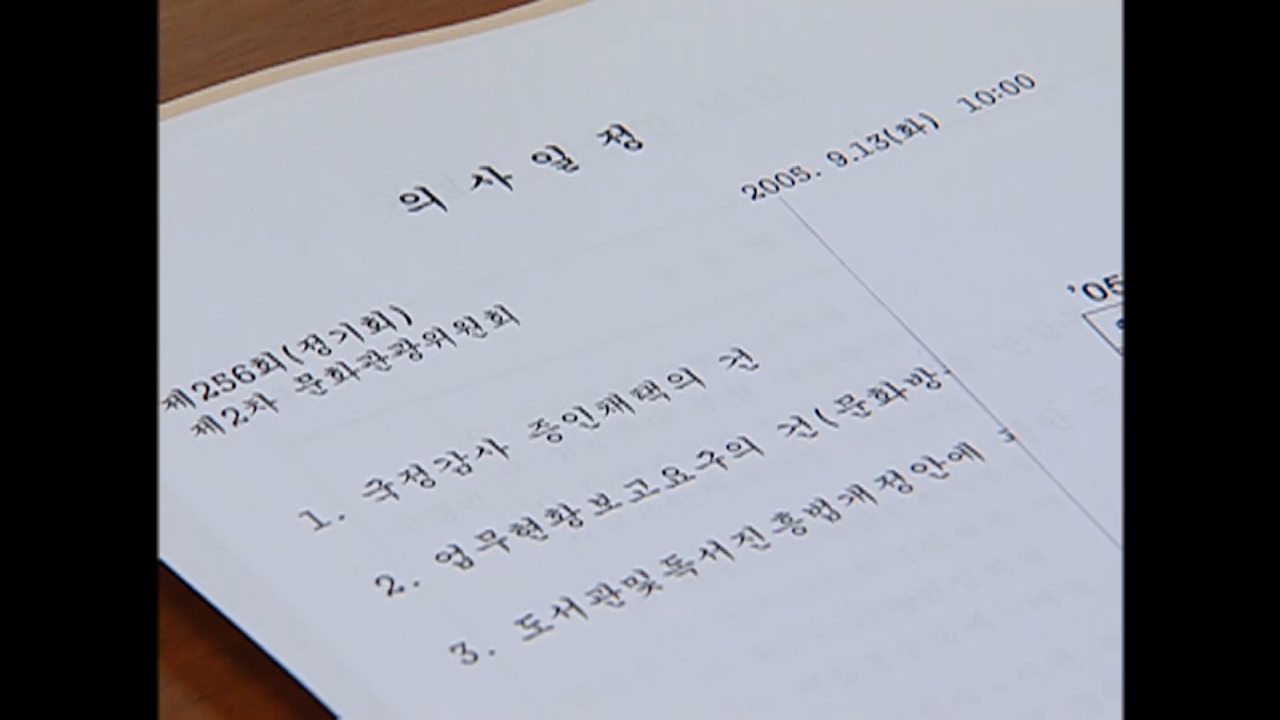 의 사 일 정
2005. 9.13(화) 10:00
제256회(정기회)
제2차 문화관광위원회
1. 국정감사 증인채택의 건
2. 업무현황보고요구의 건(문화방
3. 도서관및독서진흥법개정안에
'05